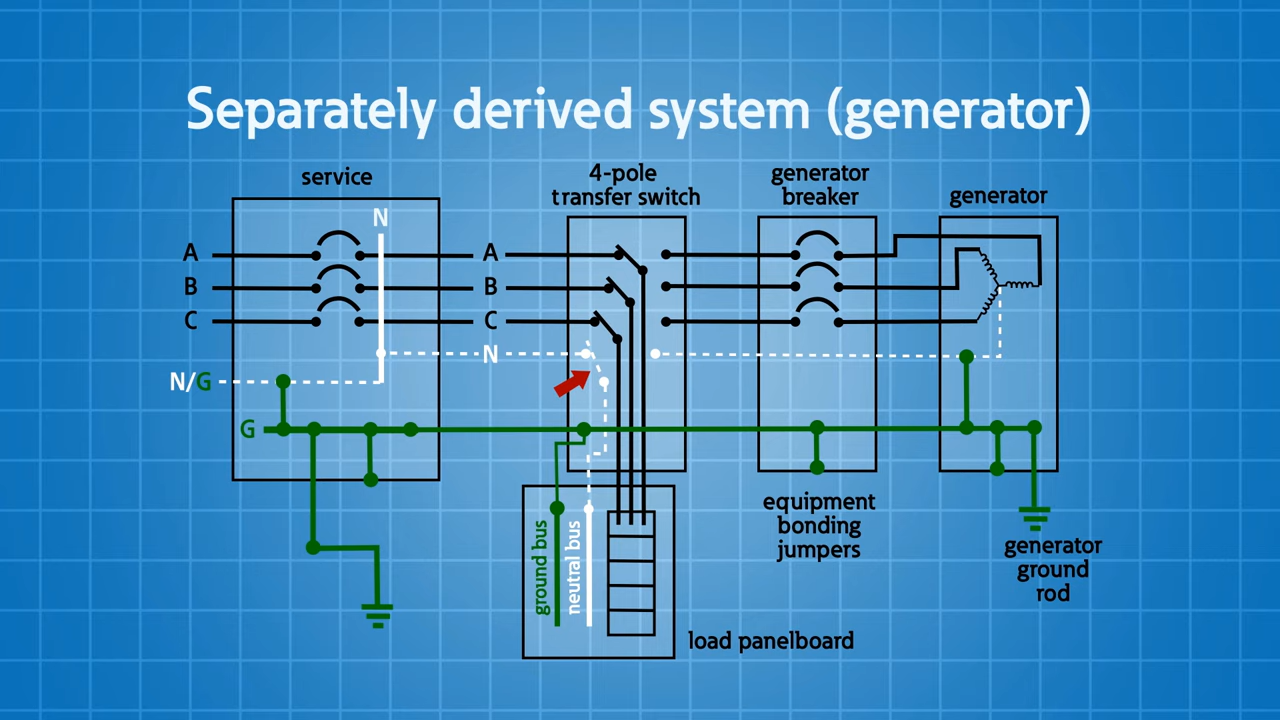 Separately derived system (generator)
service
4-pole
transfer switch
generator
breaker
generator
N
A
A
B
B
C
C
N
N/G
G
equipment
bonding
jumpers
generator
ground
rod
ground bus
neutral bus
load panelboard